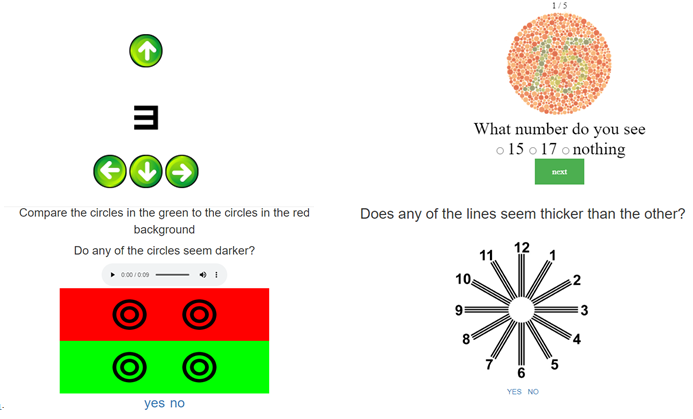 1 / 5
E
15
What number do you see
15 17 nothing
next
Compare the circles in the green to the circles in the red
background
Do any of the circles seem darker?
0:00 / 0:09
yes no
Does any of the lines seem thicker than the other?
12
11 1
10 2
9 3
8 4
7 5
6
YES NO